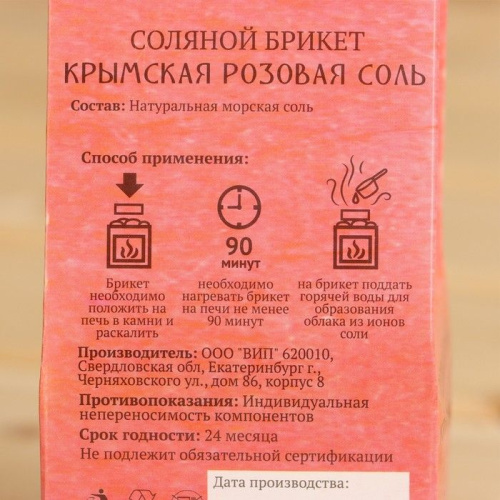 СОЛЯНОЙ БРИКЕТ
КРЫМСКАЯ РОЗОВАЯ СОЛЬ
Состав: Натуральная морская соль
Способ применения:
90
МИНУТ
Брикет
необходимо
положить на
печь в камни и
раскалить
необходимо
нагревать брикет
на печи не менее
90 минут
на брикет поддать
горячей воды для
образования
облака из ионов
соли
Производитель: ООО "ВИП" 620010,
Свердловская обл, Екатеринбург г.,
Черняховского ул., дом 86, корпус 8
Противопоказания: Индивидуальная
непереносимость компонентов
Срок годности: 24 месяца
Не подлежит обязательной сертификации
Дата производства: